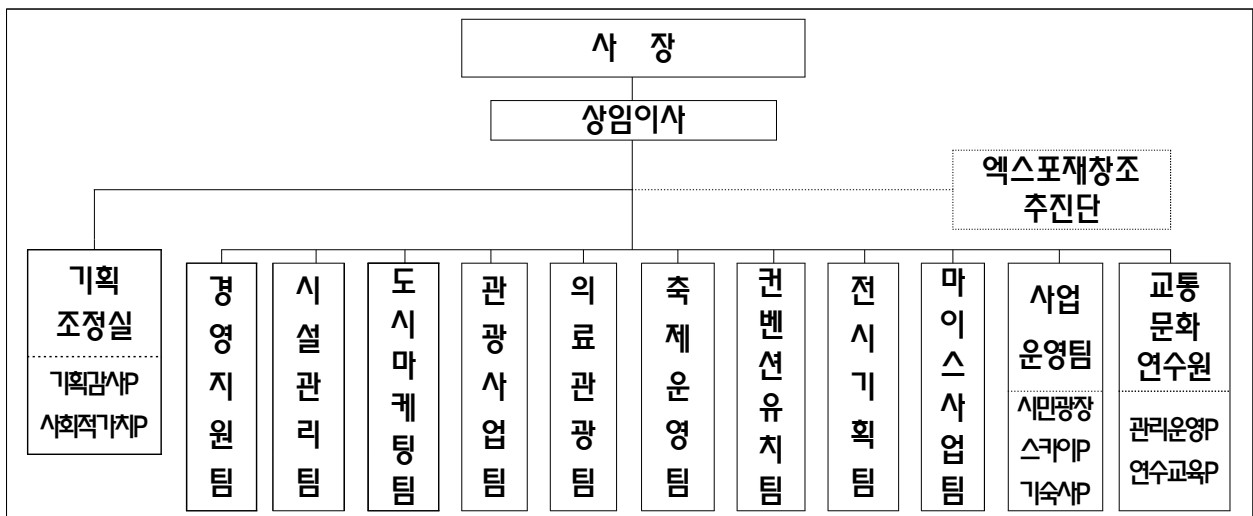 사 장
상임이사
엑스포재창조
추진단
기획
조정실
기획감사P
사회적가치P
경영지원팀
시설관리팀
도시마케팅팀
관광사업팀
의료관광팀
축제운영팀
컨벤션유치팀
전시기획팀
마이스사업팀
사업
운영팀
시민광장
스카이P
기숙사P
교통
문화
연수원
관리운영P
연수교육P